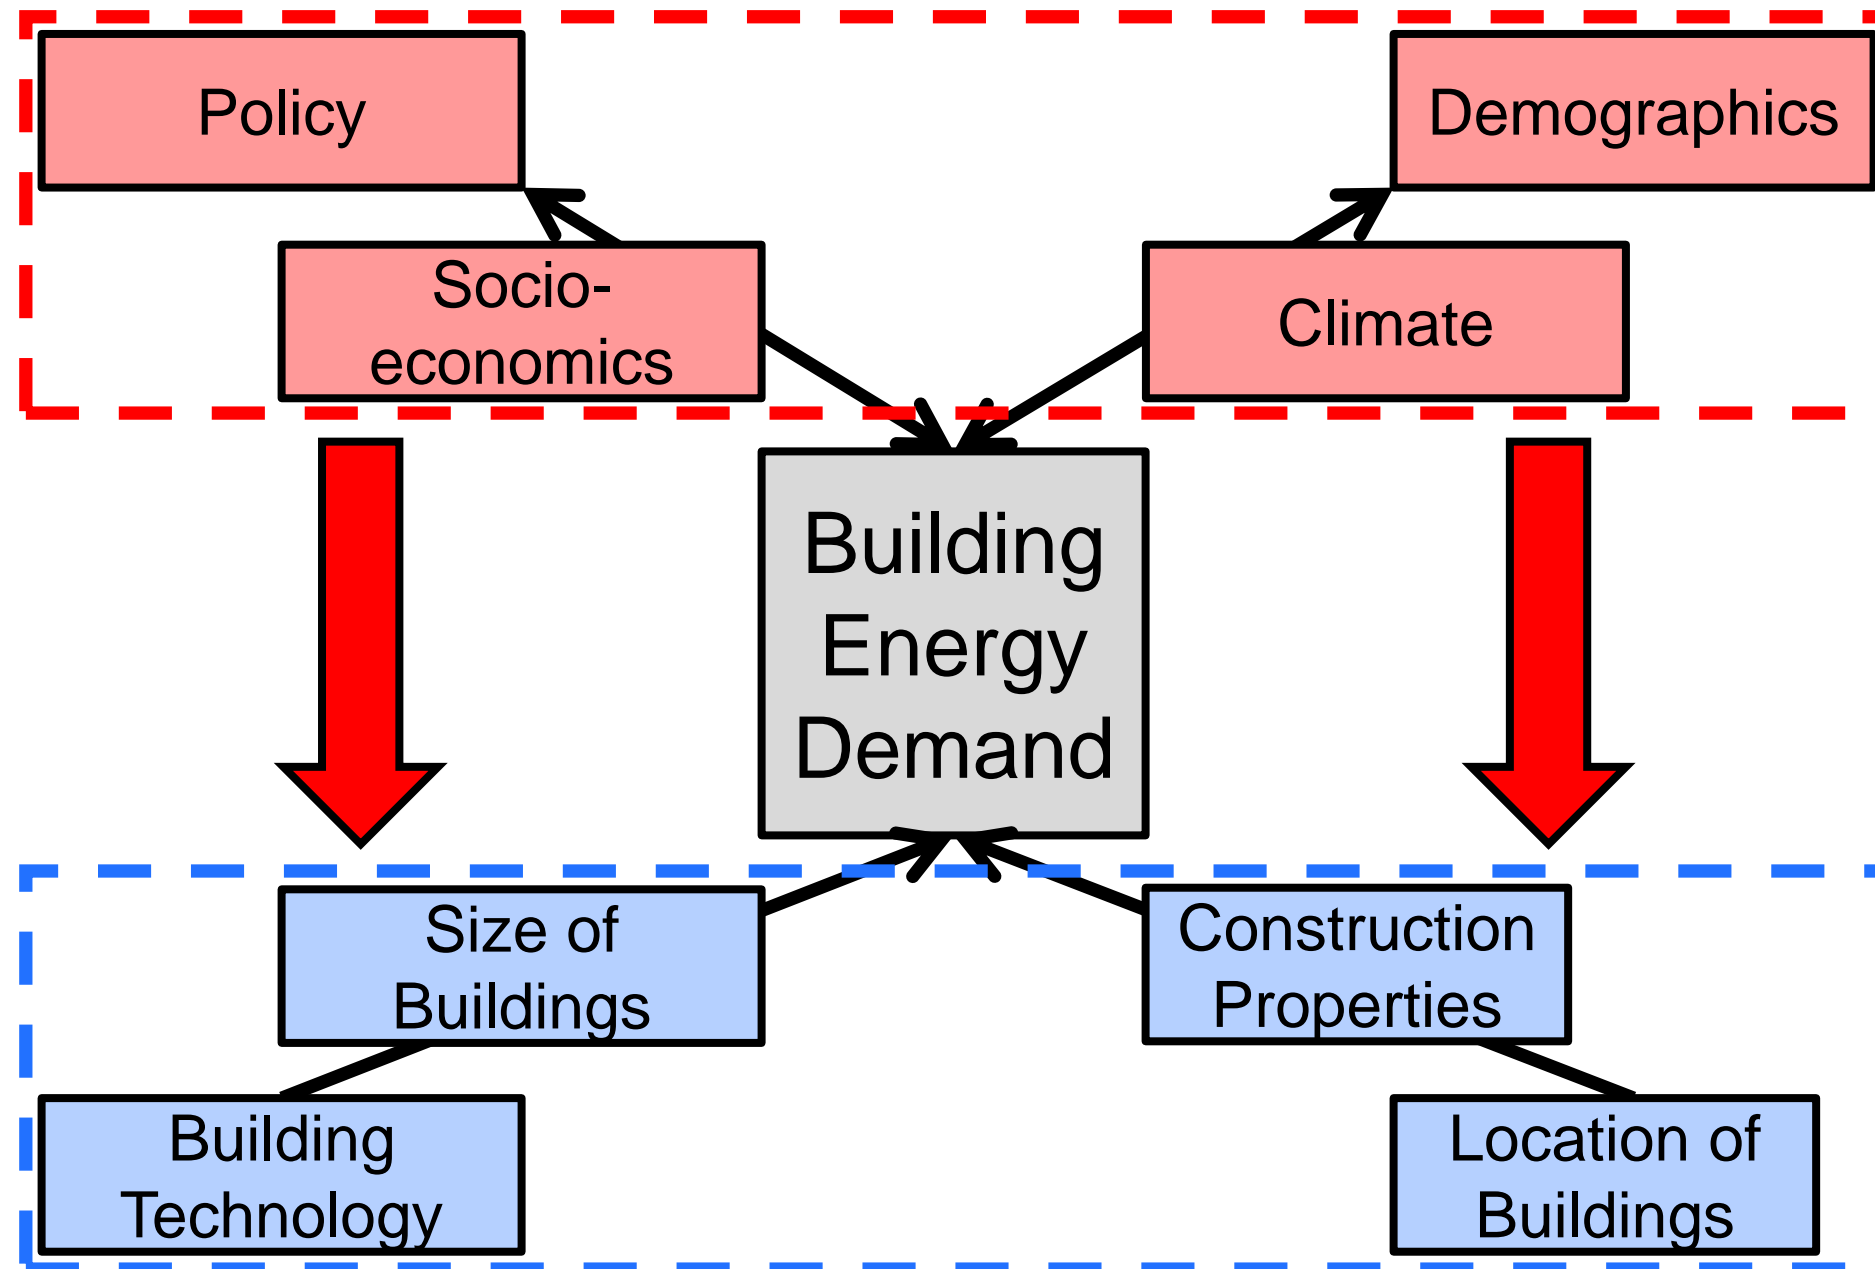 Policy
Demographics
Socio-
economics
Climate
Building
Energy
Demand
Size of
Buildings
Construction
Properties
Building
Technology
Location of
Buildings